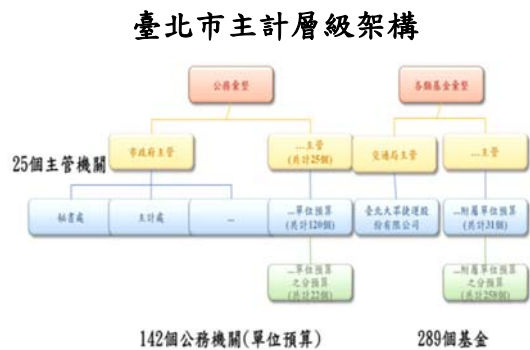 臺北市主計層級架構
公務彙整
各類基金彙整
市政府主管
...主管
(共計25個)
交通局主管
...主管
25個主管機關
秘書處
主計處
...
...單位預算
(共計120個)
臺北大眾捷運股
份有限公司
...附屬單位預算
(共計31個)
...單位預算
之分預算
(共計22個)
...附屬單位預算
之分預算
(共計258個)
142個公務機關(單位預算)
289個基金